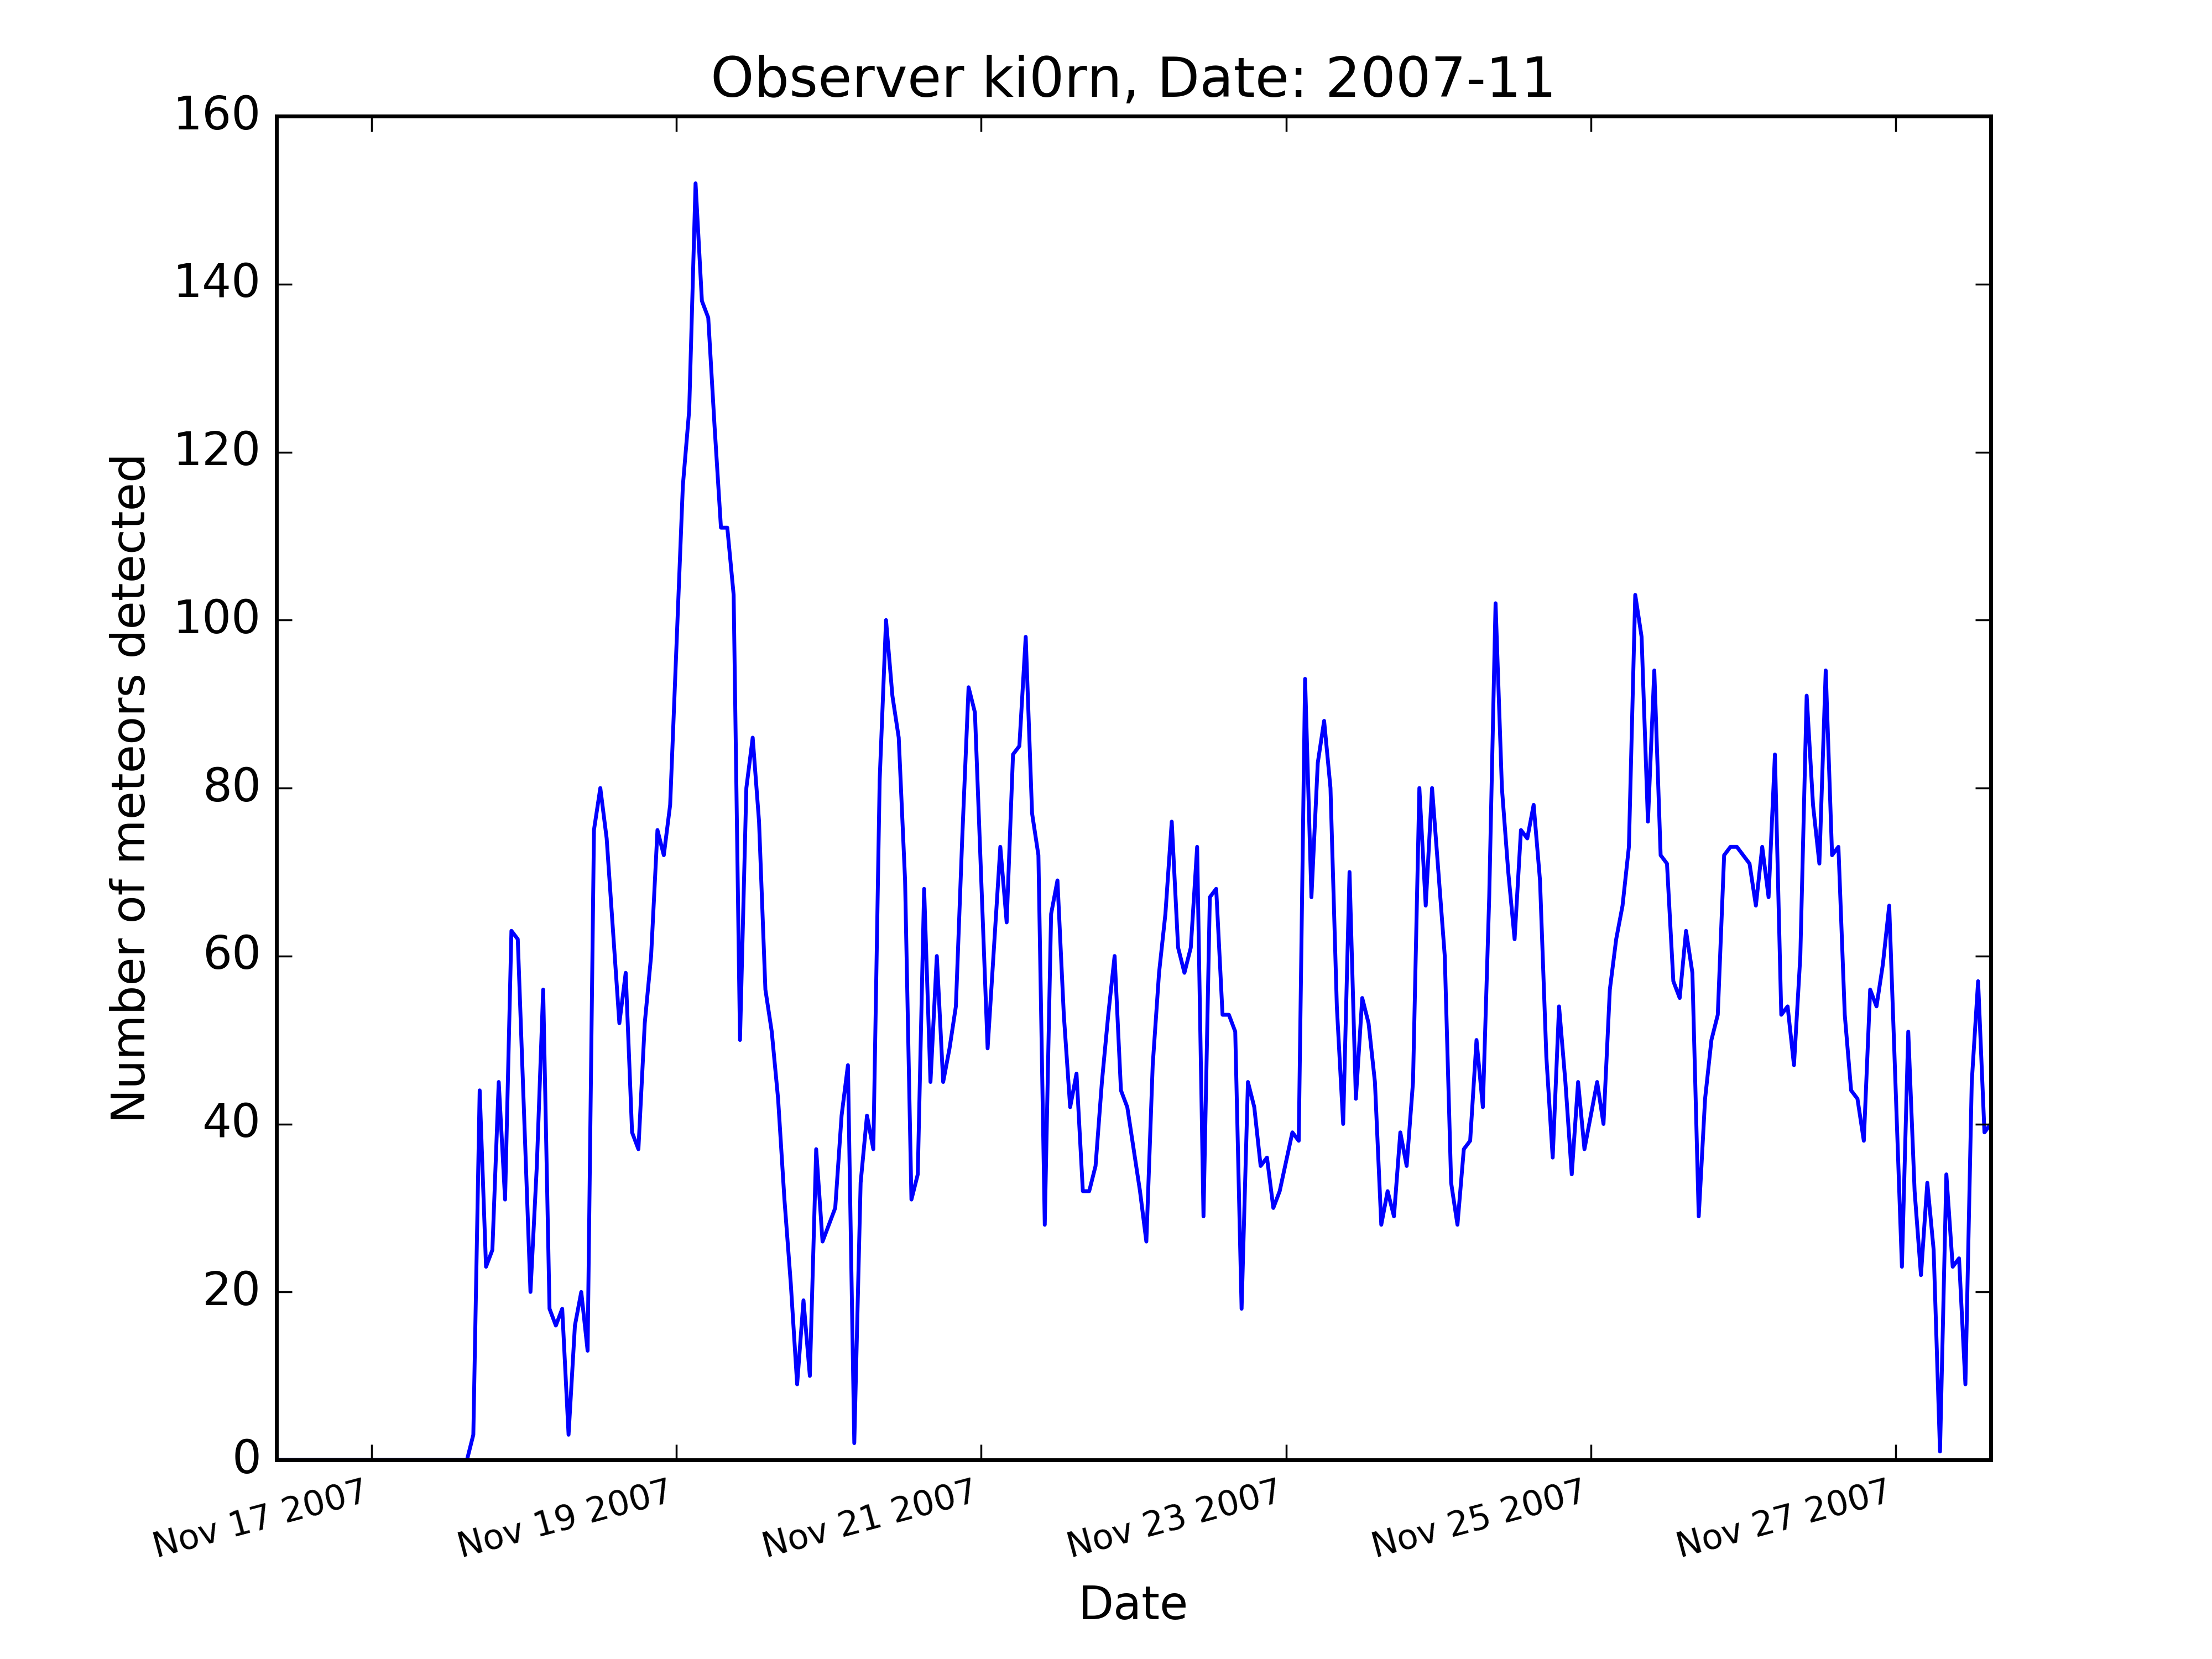 Observer ki0rn, Date: 2007-11
160
140
120
100
80
60
40
20
0
Number of meteors detected
Nov 17 2007
Nov 19 2007
Nov 21 2007
Nov 23 2007
Nov 25 2007
Nov 27 2007
Date